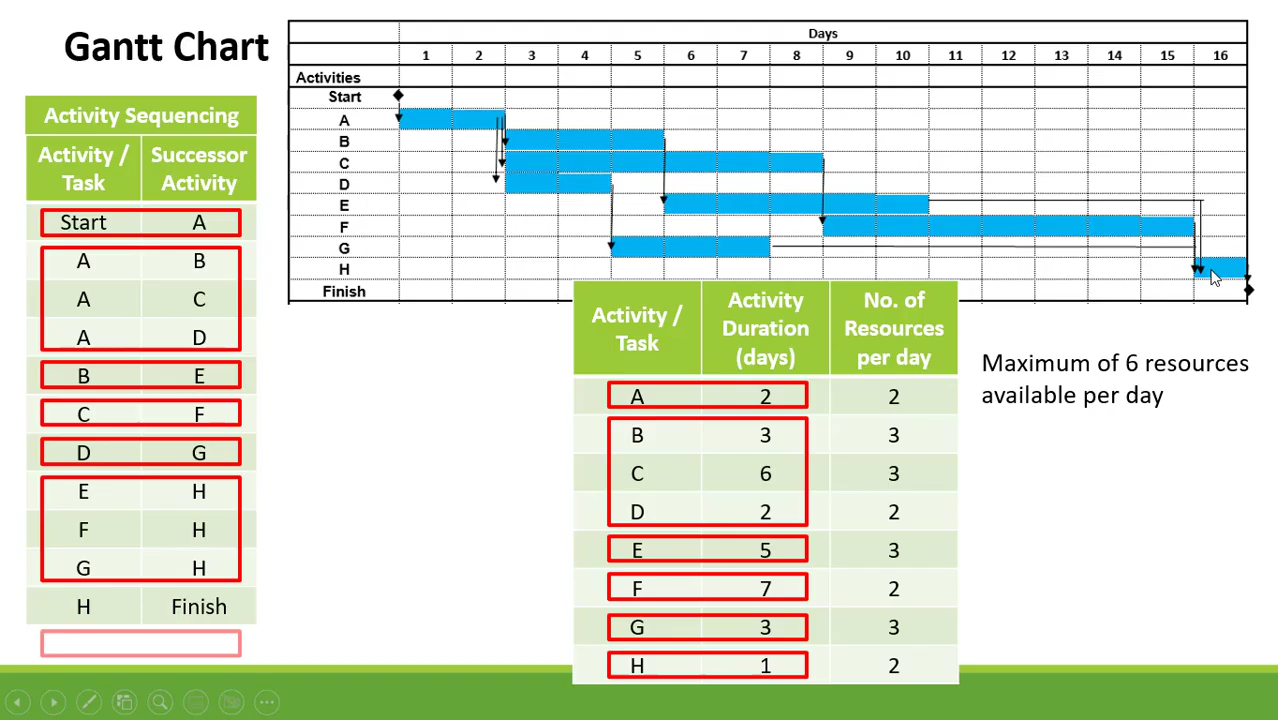 Gantt Chart
Days
1 2 3 4 5 6 7 8 9 10 11 12 13 14 15 16
Activities
Start
A
B
C
D
E
F
G
H
Finish
Activity Sequencing
Activity / Task Successor Activity
Start A
A B
A C
A D
B E
C F
D G
E H
F H
G H
H Finish
Activity / Task Activity Duration (days) No. of Resources per day
A 2 2
B 3 3
C 6 3
D 2 2
E 5 3
F 7 2
G 3 3
H 1 2
Maximum of 6 resources
available per day